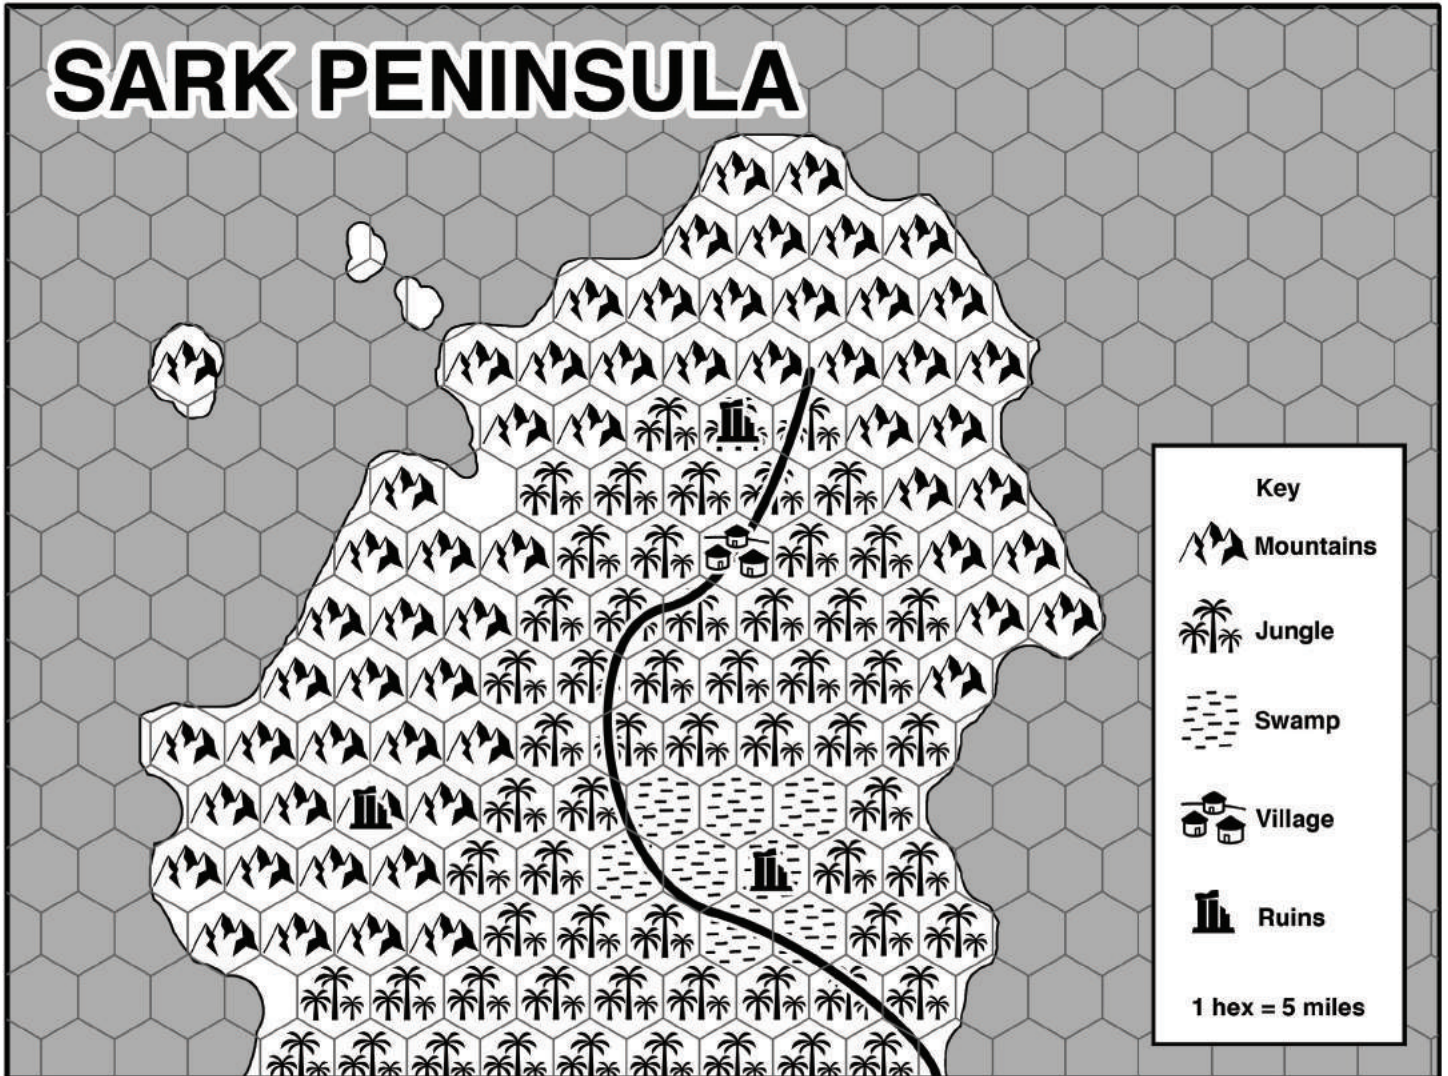 SARK PENINSULA
Key
Mountains
Jungle
Swamp
Village
Ruins
1 hex = 5 miles